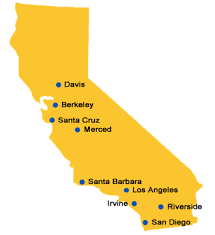 Davis
Berkeley
Santa Cruz
Merced
Santa Barbara
Los Angeles
Irvine
Riverside
San Diego